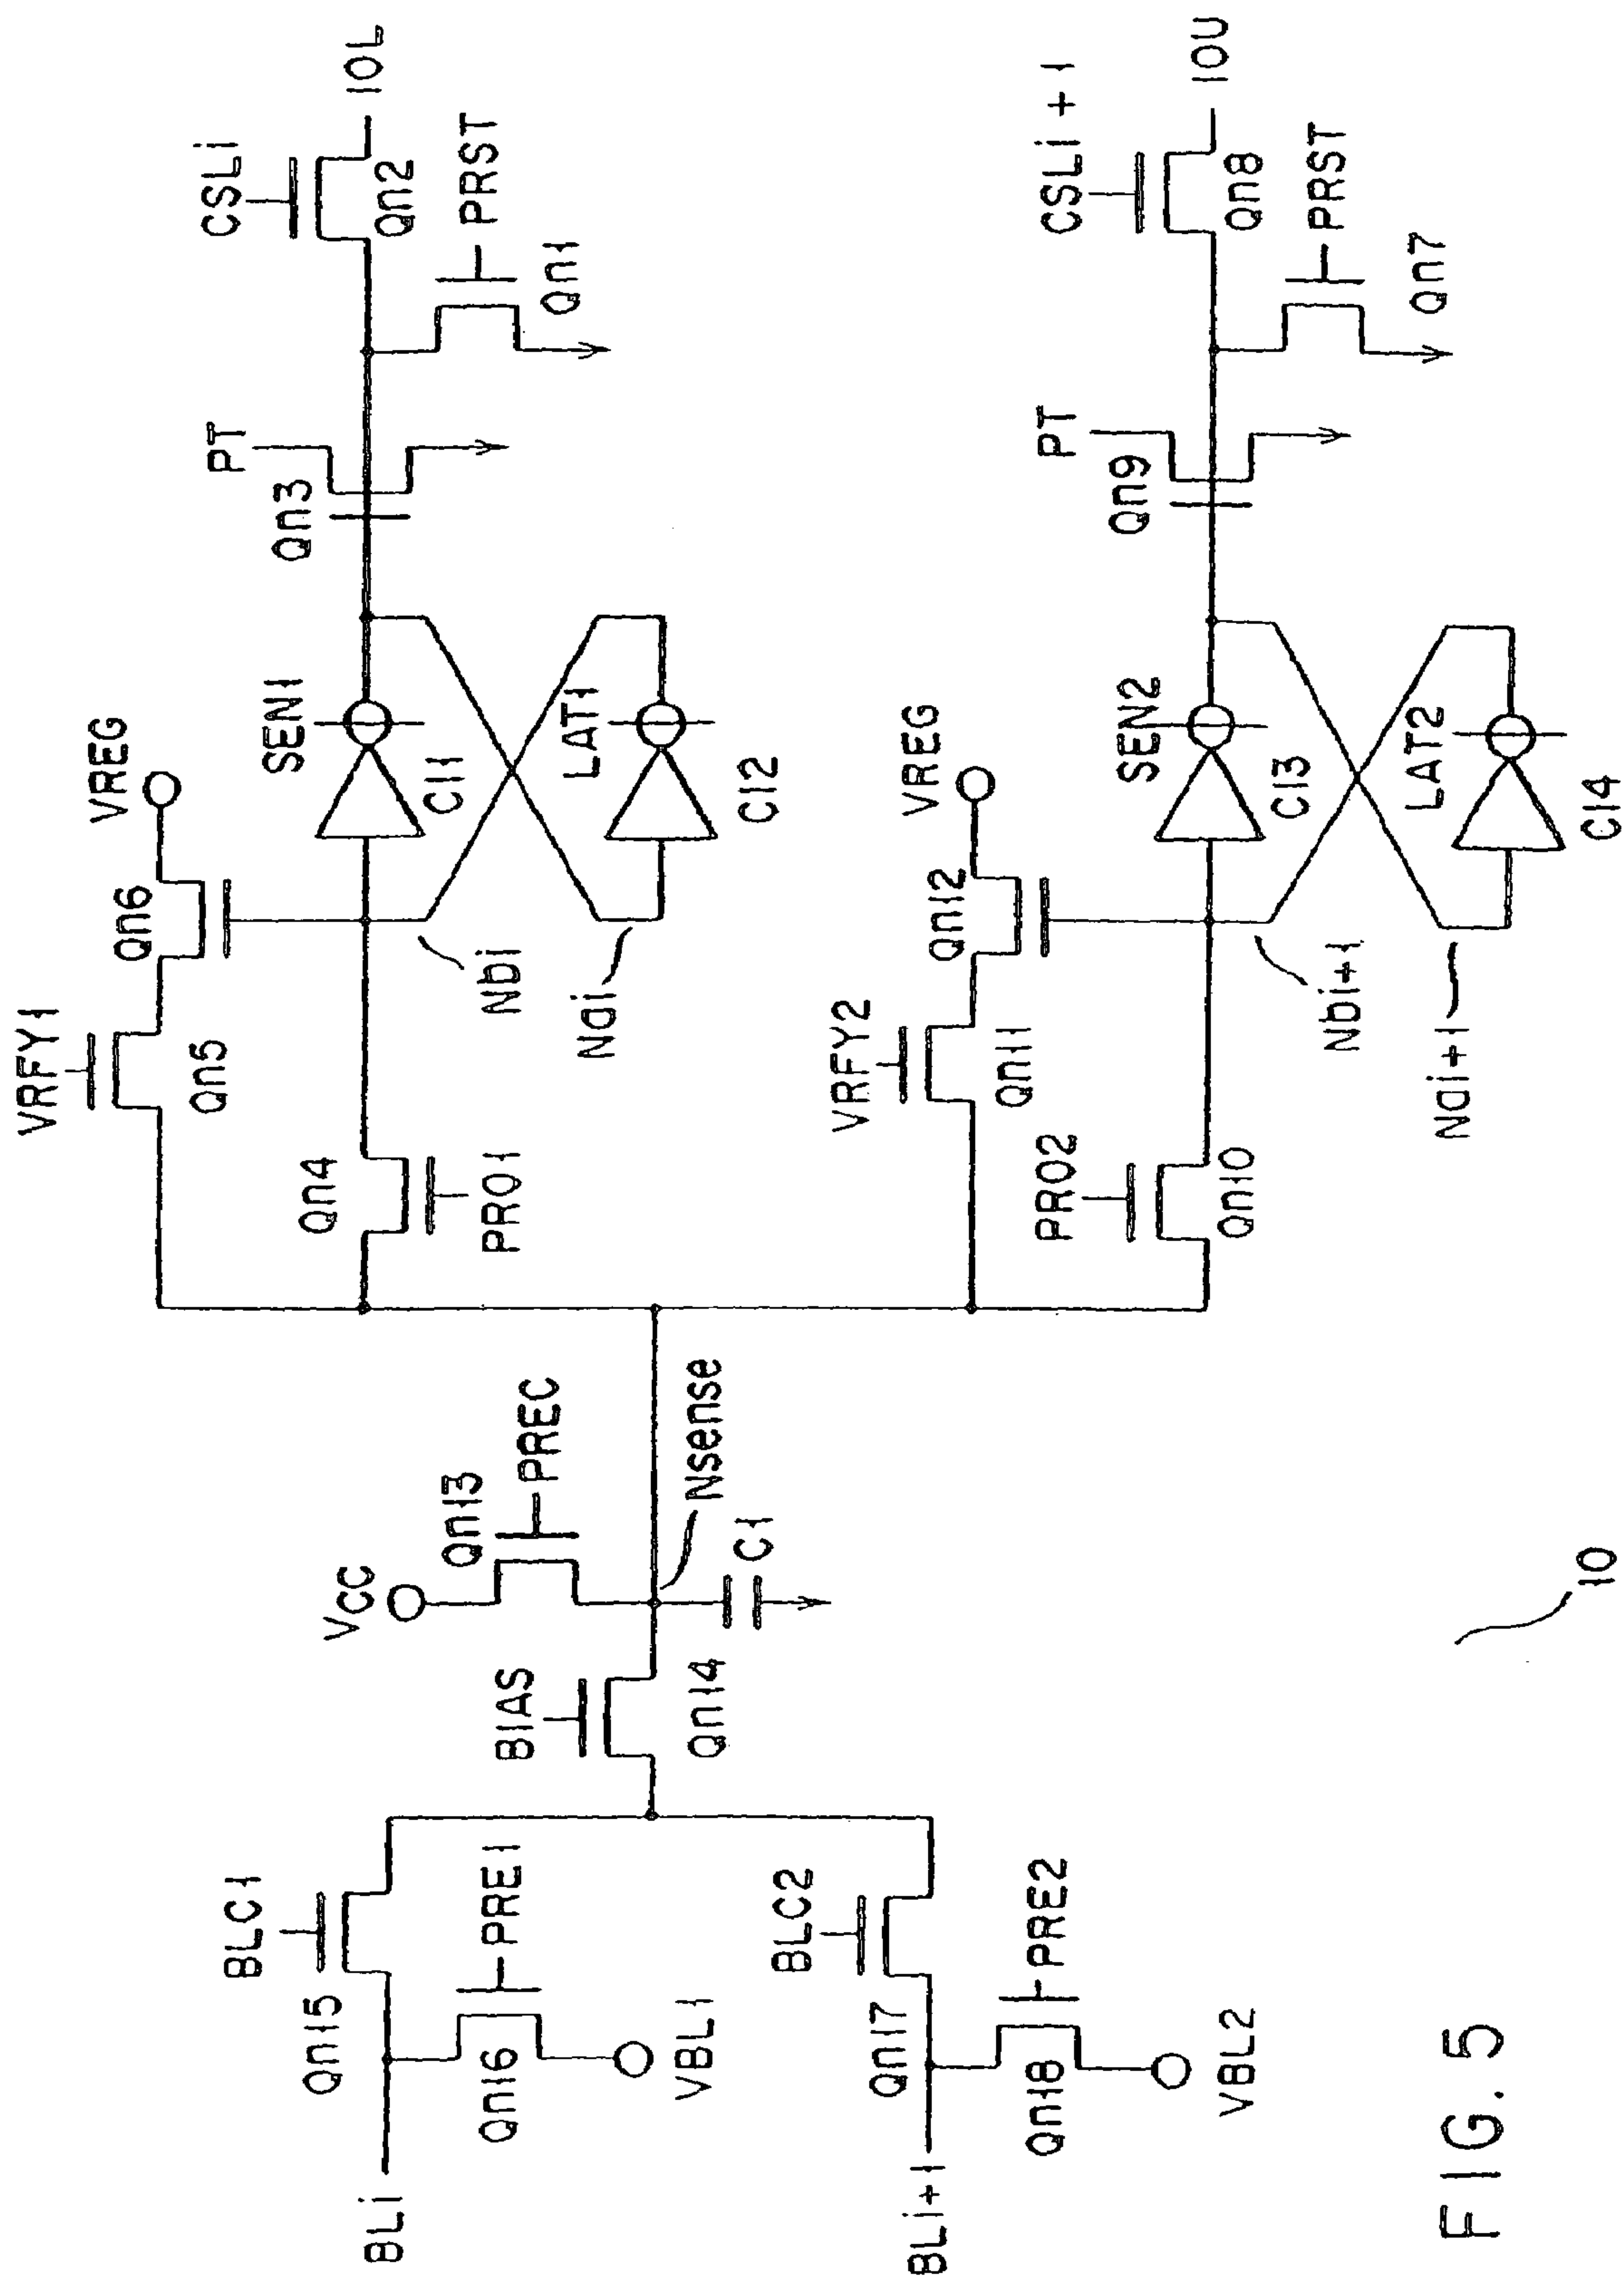 VRFY1
Qn5
Qn6
VREG
CSLi
IOL
Qn2
PT
Qn3
PRST
Qn1
SEN1
CI1
LAT1
CI2
Nbi
Nai
Qn4
PRO1
BLC1
Qn15
BLi
PRE1
Qn16
VBL1
VCC
Qn13
PREC
BIAS
Qn14
Nsense
C1
BLC2
Qn17
BLi+1
PRE2
Qn18
VBL2
VRFY2
Qn11
Qn12
VREG
PRO2
Qn10
SEN2
CI3
LAT2
CI4
Nbi+1
Nai+1
PT
Qn9
CSLi+1
IOU
Qn8
PRST
Qn7
10
FIG. 5